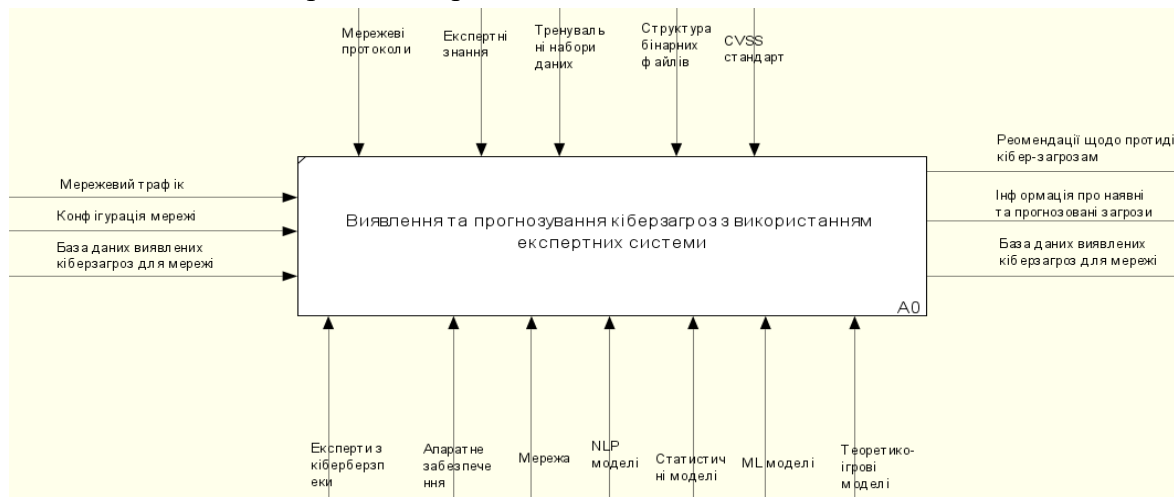 Мережеві
протоколи
Експертні
знання
Тренуваль
ні набори
даних
Структура
бінарних
файлів
CVSS
стандарт
Мережевий трафік
Конфігурація мережі
База даних виявлених
кіберзагроз для мережі
Виявлення та прогнозування кіберзагроз з використанням
експертних системи
A0
Реомендації щодо протиді
кібер-загрозам
Інформація про наявні
та прогнозовані загрози
База даних виявлених
кіберзагроз для мережі
Експерти з
кіберберзп
еки
Апаратне
забезпече
ння
Мережа
NLP
моделі
Статистич
ні моделі
ML моделі
Теоретико-
ігрові
моделі